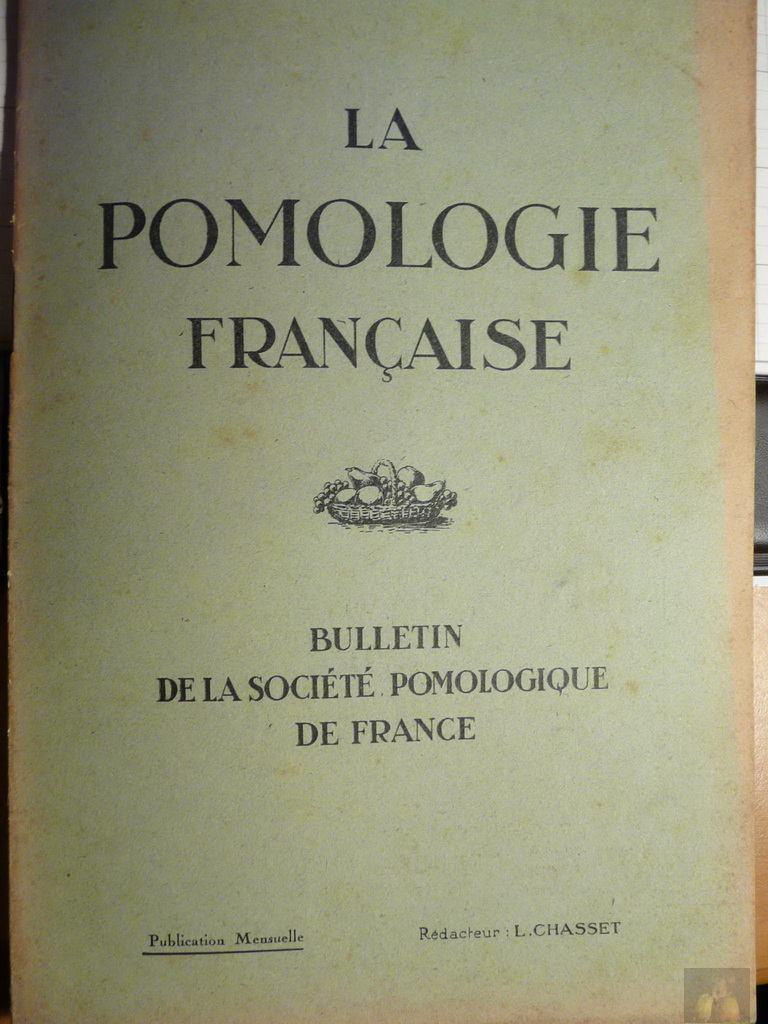 LA
POMOLOGIE
FRANÇAISE
BULLETIN
DE LA SOCIÉTÉ POMOLOGIQUE
DE FRANCE
Publication Mensuelle
Rédacteur : L. CHASSET